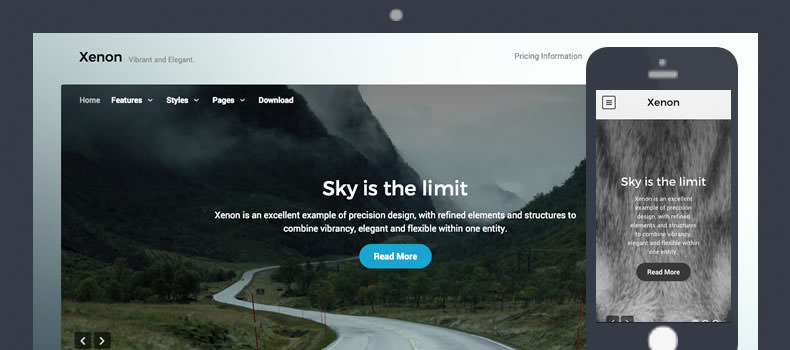 Xenon Vibrant and Elegant.
Pricing Information
Home Features Styles Pages Download
Sky is the limit
Xenon is an excellent example of precision design, with refined elements and structures to
combine vibrancy, elegant and flexible within one entity.
Read More
Xenon
Sky is the limit
Xenon is an excellent
example of precision
design, with refined
elements and structures
to combine vibrancy,
elegant and flexible within
one entity.
Read More